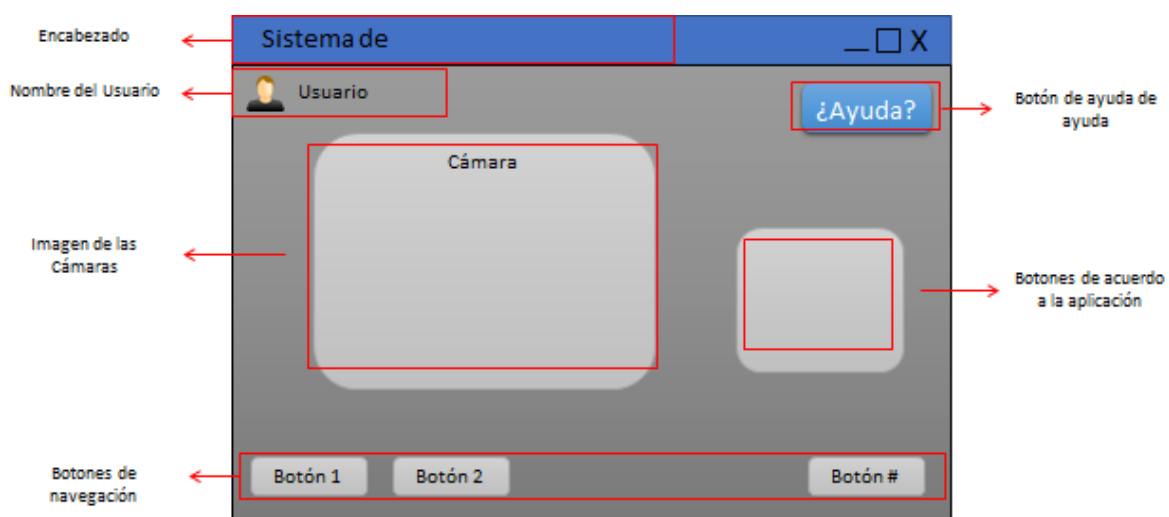 Encabezado
Sistema de
X
Nombre del Usuario
Usuario
¿Ayuda?
Botón de ayuda de
ayuda
Cámara
Imagen de las
Cámaras
Botones de acuerdo
a la aplicación
Botones de
navegación
Botón 1
Botón 2
Botón #